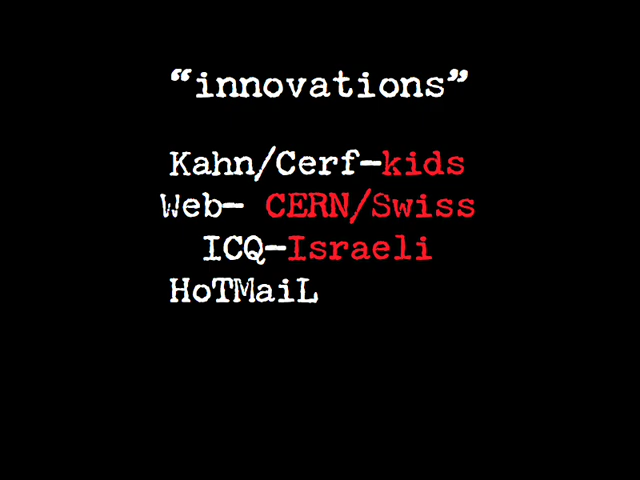 “innovations”
Kahn/Cerf-kids
Web- CERN/Swiss
ICQ-Israeli
HoTMaiL